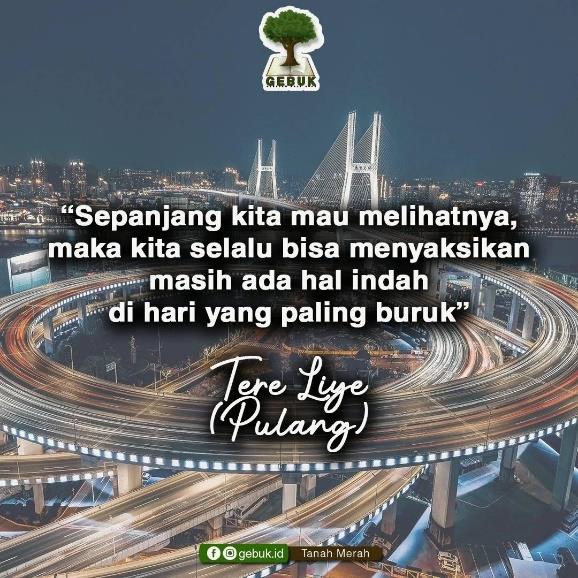 GEBUK
“Sepanjang kita mau melihatnya,
maka kita selalu bisa menyaksikan
masih ada hal indah
di hari yang paling buruk”
Tere Liye
(Pulang)
gebuk.id Tanah Merah